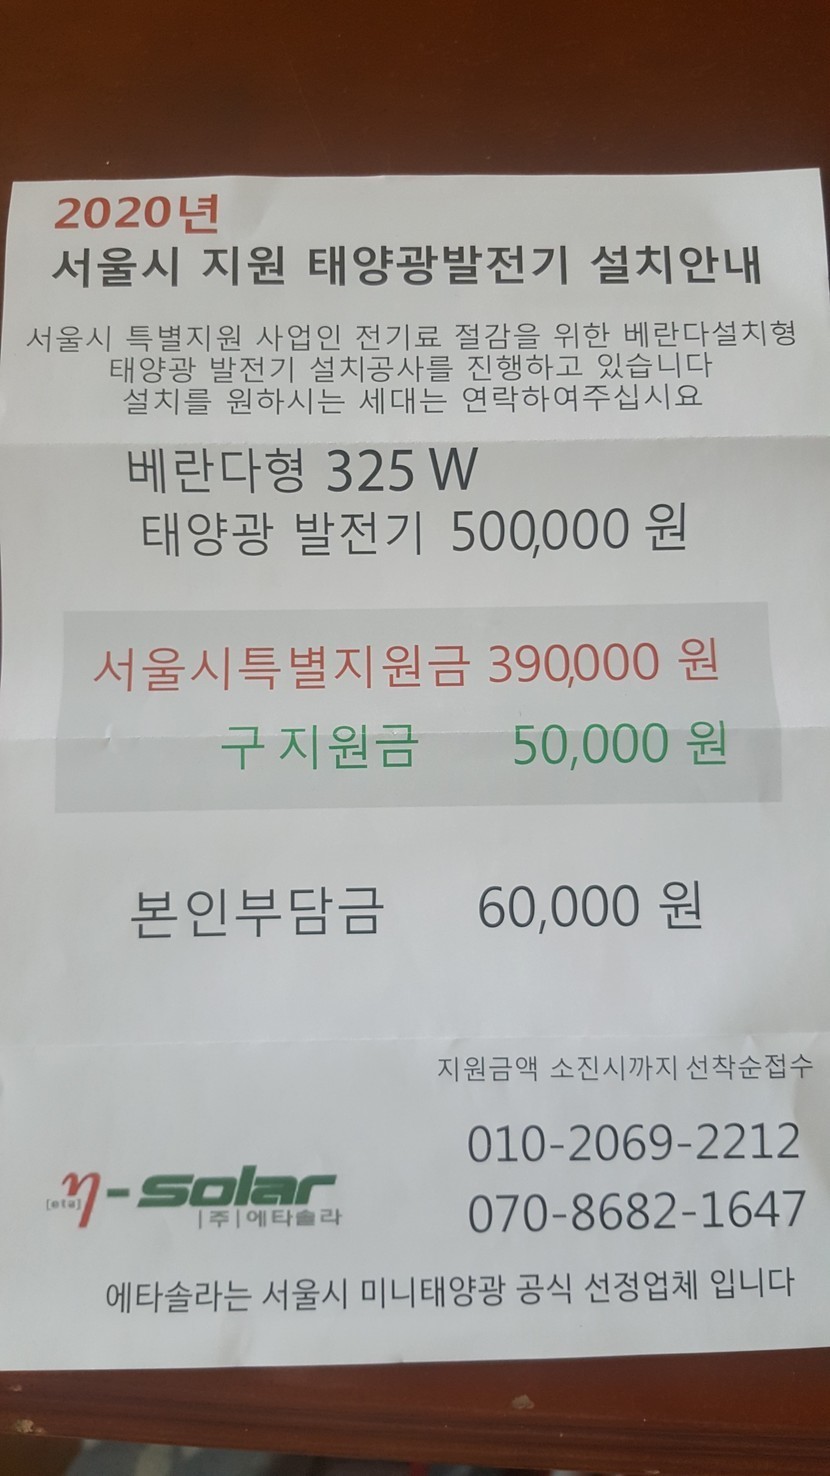 2020년
서울시 지원 태양광발전기 설치안내
서울시 특별지원 사업인 전기료 절감을 위한 베란다설치형
태양광 발전기 설치공사를 진행하고 있습니다
설치를 원하시는 세대는 연락하여주십시요
베란다형 325 W
태양광 발전기 500,000 원
서울시특별지원금 390,000 원
구 지원금 50,000 원
본인부담금 60,000 원
지원금액 소진시까지 선착순접수
010-2069-2212
070-8682-1647
[eta] η-solar
|주|에타솔라
에타솔라는 서울시 미니태양광 공식 선정업체 입니다